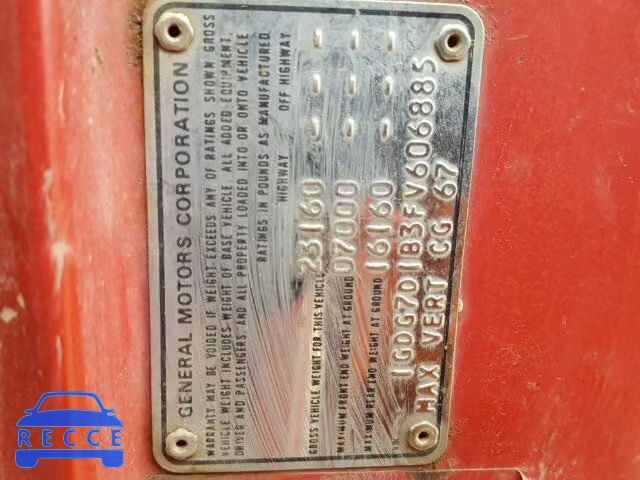 GENERAL MOTORS CORPORATION
WARRANTY MAY BE VOIDED IF WEIGHT EXCEEDS ANY OF RATINGS SHOWN GROSS
VEHICLE WEIGHT INCLUDES WEIGHT OF BASE VEHICLE, ALL ADDED EQUIPMENT,
DRIVER AND PASSENGERS, AND ALL PROPERTY LOADED INTO OR ONTO VEHICLE
RATINGS IN POUNDS AS MANUFACTURED.
HIGHWAY OFF HIGHWAY
GROSS VEHICLE WEIGHT FOR THIS VEHICLE 23160 - - -
MAXIMUM FRONT END WEIGHT AT GROUND 07000 - - -
MAXIMUM REAR END WEIGHT AT GROUND 16160 - - -
1GDG7D1B3FV606885
MAX VERT CG 67
RECCE